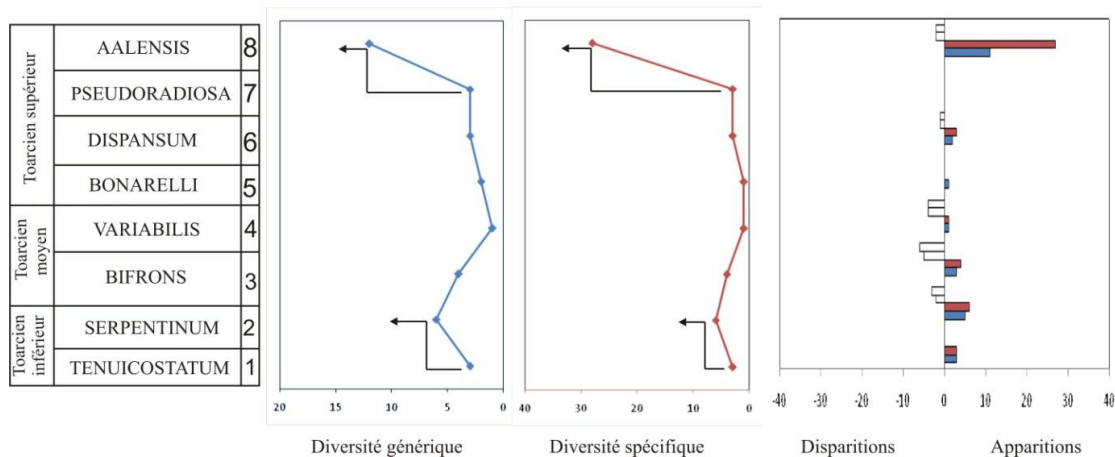 Toarcien supérieur
AALENSIS 8
PSEUDORADIOSA 7
DISPANSUM 6
BONARELLI 5
Toarcien
moyen
VARIABILIS 4
BIFRONS 3
Toarcien
inférieur
SERPENTINUM 2
TENUICOSTATUM 1
20 15 10 5 0
Diversité générique
40 30 20 10 0
Diversité spécifique
-40 -30 -20 -10 0 10 20 30 40
Disparitions Apparitions